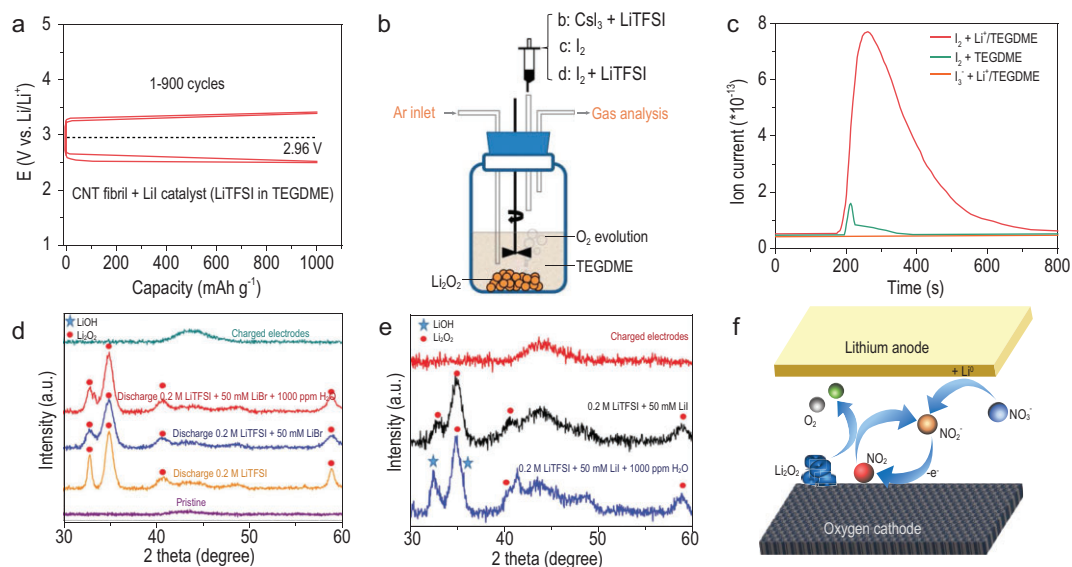 a
E (V vs. Li/Li⁺)
5
4
3
2
1
1-900 cycles
2.96 V
CNT fibril + LiI catalyst (LiTFSI in TEGDME)
0 200 400 600 800 1000
Capacity (mAh g⁻¹)
b
b: CsI₃ + LiTFSI
c: I₂
d: I₂ + LiTFSI
Ar inlet
Gas analysis
O₂ evolution
TEGDME
Li₂O₂
c
Ion current (*10⁻¹³)
8
6
4
2
0
I₂ + Li⁺/TEGDME
I₂ + TEGDME
I₃⁻ + Li⁺/TEGDME
0 200 400 600 800
Time (s)
d
Intensity (a.u.)
LiOH
Li₂O₂
Charged electrodes
Discharge 0.2 M LiTFSI + 50 mM LiBr + 1000 ppm H₂O
Discharge 0.2 M LiTFSI + 50 mM LiBr
Discharge 0.2 M LiTFSI
Pristine
30 40 50 60
2 theta (degree)
e
Intensity (a.u.)
LiOH
Li₂O₂
Charged electrodes
0.2 M LiTFSI + 50 mM LiI
0.2 M LiTFSI + 50 mM LiI + 1000 ppm H₂O
30 40 50 60
2 theta (degree)
f
Lithium anode
+ Li⁰
O₂
NO₃⁻
NO₂⁻
Li₂O₂
NO₂
-e⁻
Oxygen cathode